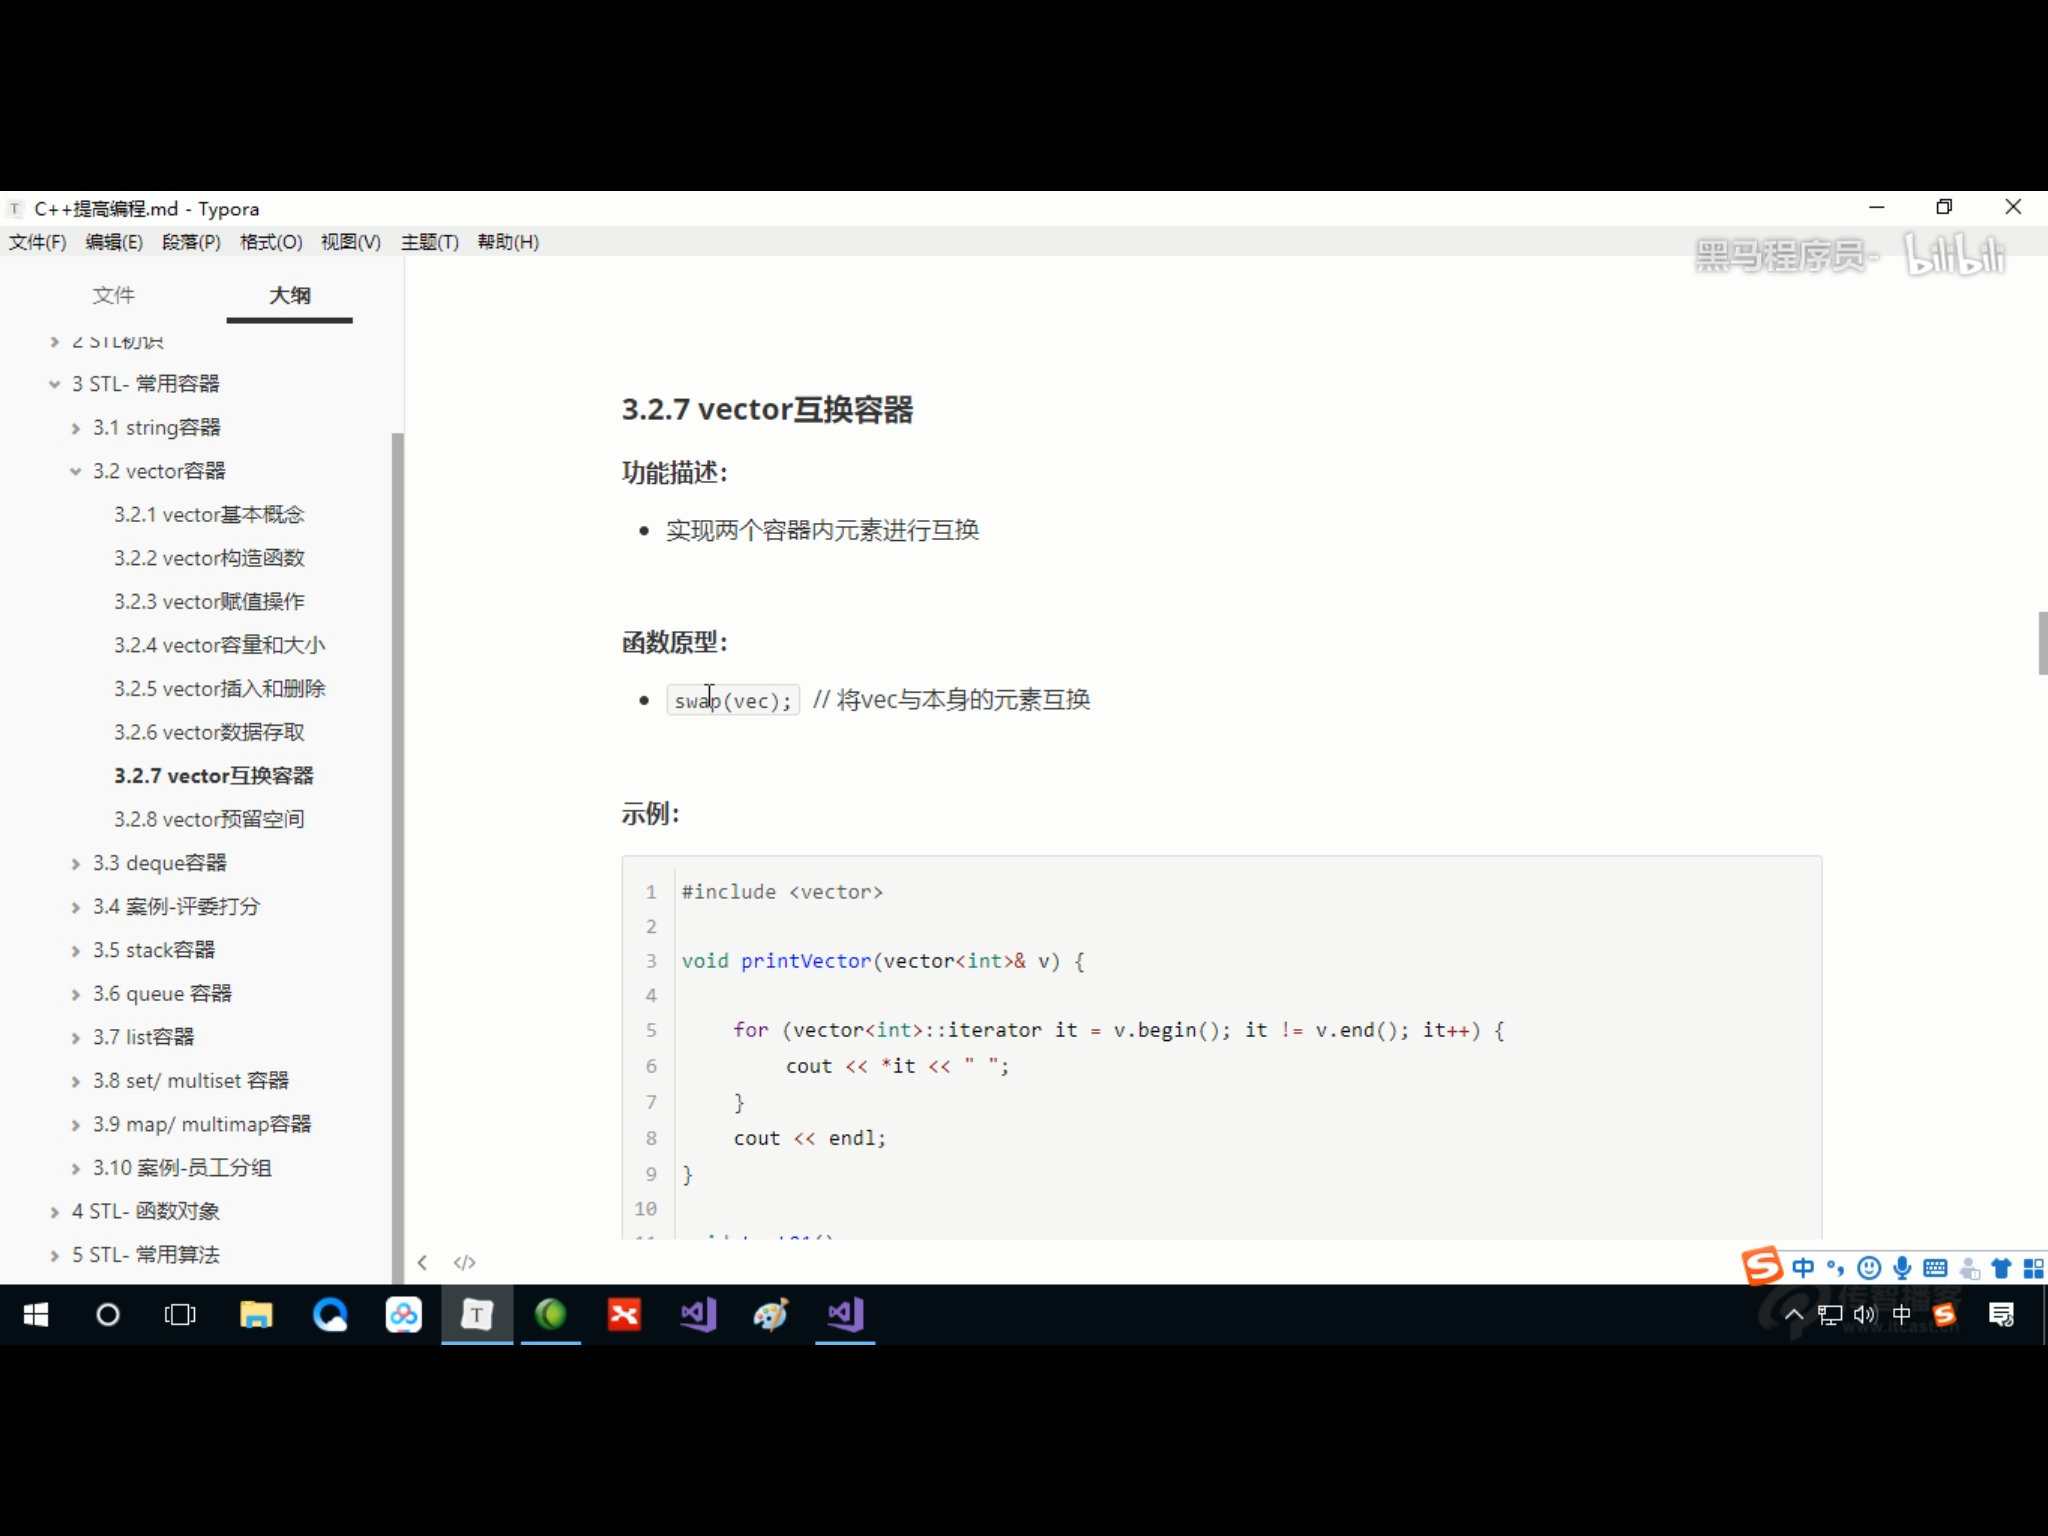 C++提高编程.md - Typora
文件(F) 编辑(E) 段落(P) 格式(O) 视图(V) 主题(T) 帮助(H)
黑马程序员- bilibili
文件 大纲
2 STL初识
3 STL- 常用容器
3.1 string容器
3.2 vector容器
3.2.1 vector基本概念
3.2.2 vector构造函数
3.2.3 vector赋值操作
3.2.4 vector容量和大小
3.2.5 vector插入和删除
3.2.6 vector数据存取
3.2.7 vector互换容器
3.2.8 vector预留空间
3.3 deque容器
3.4 案例-评委打分
3.5 stack容器
3.6 queue 容器
3.7 list容器
3.8 set/ multiset 容器
3.9 map/ multimap容器
3.10 案例-员工分组
4 STL- 函数对象
5 STL- 常用算法
3.2.7 vector互换容器
功能描述：
实现两个容器内元素进行互换
函数原型：
swap(vec); // 将vec与本身的元素互换
示例：
1 #include <vector>
2
3 void printVector(vector<int>& v) {
4
5 for (vector<int>::iterator it = v.begin(); it != v.end(); it++) {
6 cout << *it << " ";
7 }
8 cout << endl;
9 }
10
中
传智播客
www.itcast.cn
中